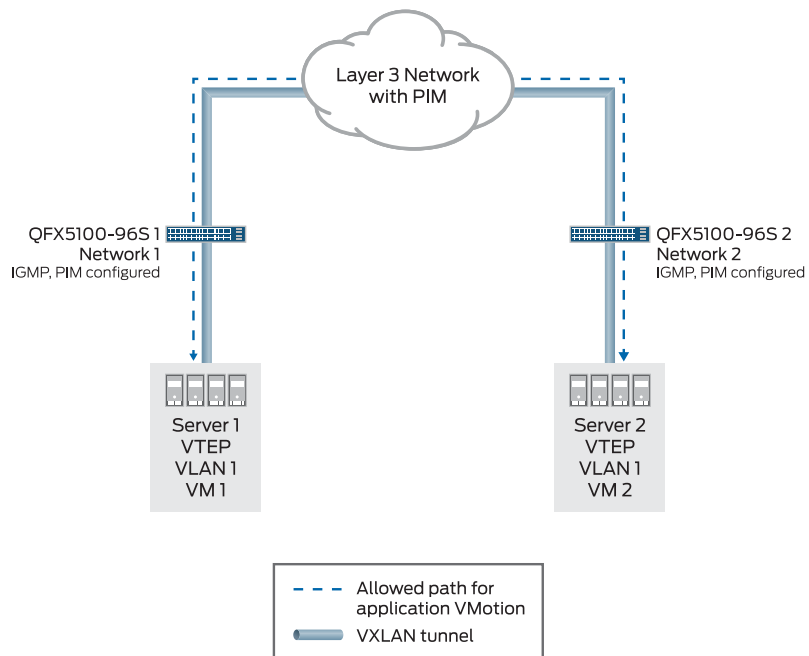 Layer 3 Network
with PIM
QFX5100-96S 1
Network 1
IGMP, PIM configured
QFX5100-96S 2
Network 2
IGMP, PIM configured
Server 1
VTEP
VLAN 1
VM 1
Server 2
VTEP
VLAN 1
VM 2
Allowed path for
application VMotion
VXLAN tunnel